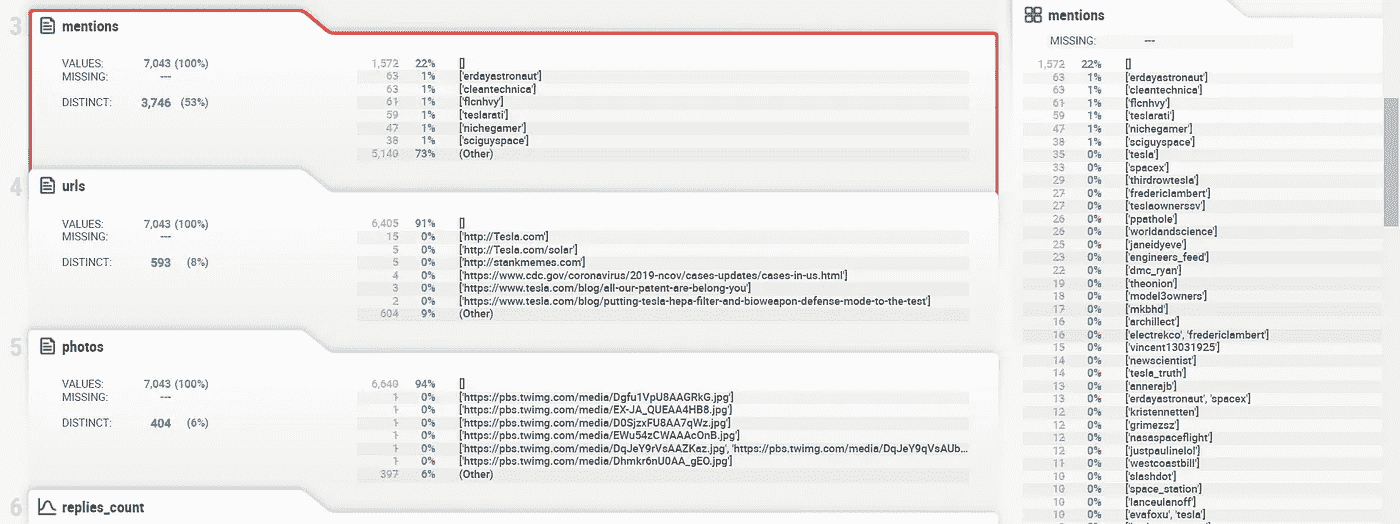 3
mentions
VALUES: 7,043 (100%)
MISSING: ---
DISTINCT: 3,746 (53%)
1,572 22% []
63 1% ['erdayastronaut']
63 1% ['cleantechnica']
61 1% ['flcnhvy']
59 1% ['teslarati']
47 1% ['nichegamer']
38 1% ['sciguyspace']
5,140 73% (Other)
4
urls
VALUES: 7,043 (100%)
MISSING: ---
DISTINCT: 593 (8%)
6,405 91% []
15 0% ['http://Tesla.com']
5 0% ['http://Tesla.com/solar']
5 0% ['http://stankmemes.com']
4 0% ['https://www.cdc.gov/coronavirus/2019-ncov/cases-updates/cases-in-us.html']
3 0% ['https://www.tesla.com/blog/all-our-patent-are-belong-you']
2 0% ['https://www.tesla.com/blog/putting-tesla-hepa-filter-and-bioweapon-defense-mode-to-the-test']
604 9% (Other)
5
photos
VALUES: 7,043 (100%)
MISSING: ---
DISTINCT: 404 (6%)
6,640 94% []
1 0% ['https://pbs.twimg.com/media/Dgfu1VpU8AAGRkG.jpg']
1 0% ['https://pbs.twimg.com/media/EX-JA_QUEAA4HB8.jpg']
1 0% ['https://pbs.twimg.com/media/D0SjzxFU8AA7qWz.jpg']
1 0% ['https://pbs.twimg.com/media/EWu54zCWAAAcOnB.jpg']
1 0% ['https://pbs.twimg.com/media/DqJeY9rVsAAZKaz.jpg', 'https://pbs.twimg.com/media/DqJeY9qVsAUb...
1 0% ['https://pbs.twimg.com/media/Dhmkr6nU0AA_gEO.jpg']
397 6% (Other)
6
replies_count
mentions
MISSING: ---
1,572 22% []
63 1% ['erdayastronaut']
63 1% ['cleantechnica']
61 1% ['flcnhvy']
59 1% ['teslarati']
47 1% ['nichegamer']
38 1% ['sciguyspace']
35 0% ['tesla']
33 0% ['spacex']
29 0% ['thirdrowtesla']
27 0% ['fredericlambert']
27 0% ['teslaownerssv']
26 0% ['ppathole']
26 0% ['worldandscience']
25 0% ['janeidyeve']
23 0% ['engineers_feed']
22 0% ['dmc_ryan']
19 0% ['theonion']
18 0% ['model3owners']
17 0% ['mkbhd']
16 0% ['archillect']
16 0% ['electrekco', 'fredericlambert']
15 0% ['vincent13031925']
14 0% ['newscientist']
14 0% ['tesla_truth']
13 0% ['annerajb']
13 0% ['erdayastronaut', 'spacex']
12 0% ['kristennetten']
12 0% ['grimezsz']
12 0% ['nasaspaceflight']
12 0% ['justpaulinelol']
11 0% ['westcoastbill']
10 0% ['slashdot']
10 0% ['space_station']
10 0% ['lanceulanoff']
10 0% ['evafoxu', 'tesla']